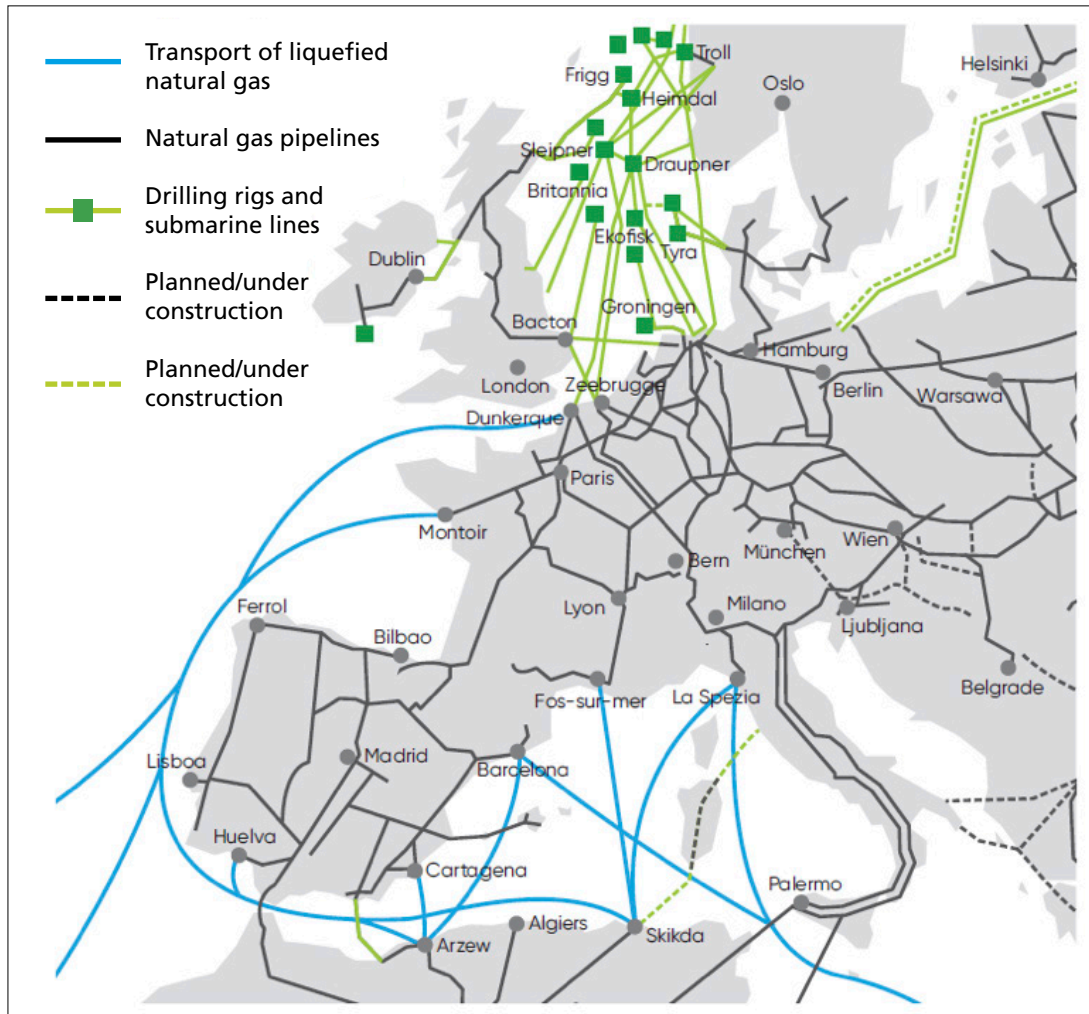 Transport of liquefied
natural gas
Natural gas pipelines
Drilling rigs and
submarine lines
Planned/under
construction
Planned/under
construction
Troll
Frigg
Heimdal
Oslo
Helsinki
Sleipner
Draupner
Britannia
Ekofisk
Tyra
Dublin
Groningen
Bacton
Hamburg
London
Zeebrugge
Berlin
Warsawa
Dunkerque
Paris
Montoir
Bern
München
Wien
Lyon
Milano
Ljubljana
Ferrol
Bilbao
Belgrade
Fos-sur-mer
La Spezia
Lisboa
Madrid
Barcelona
Huelva
Cartagena
Palermo
Algiers
Arzew
Skikda